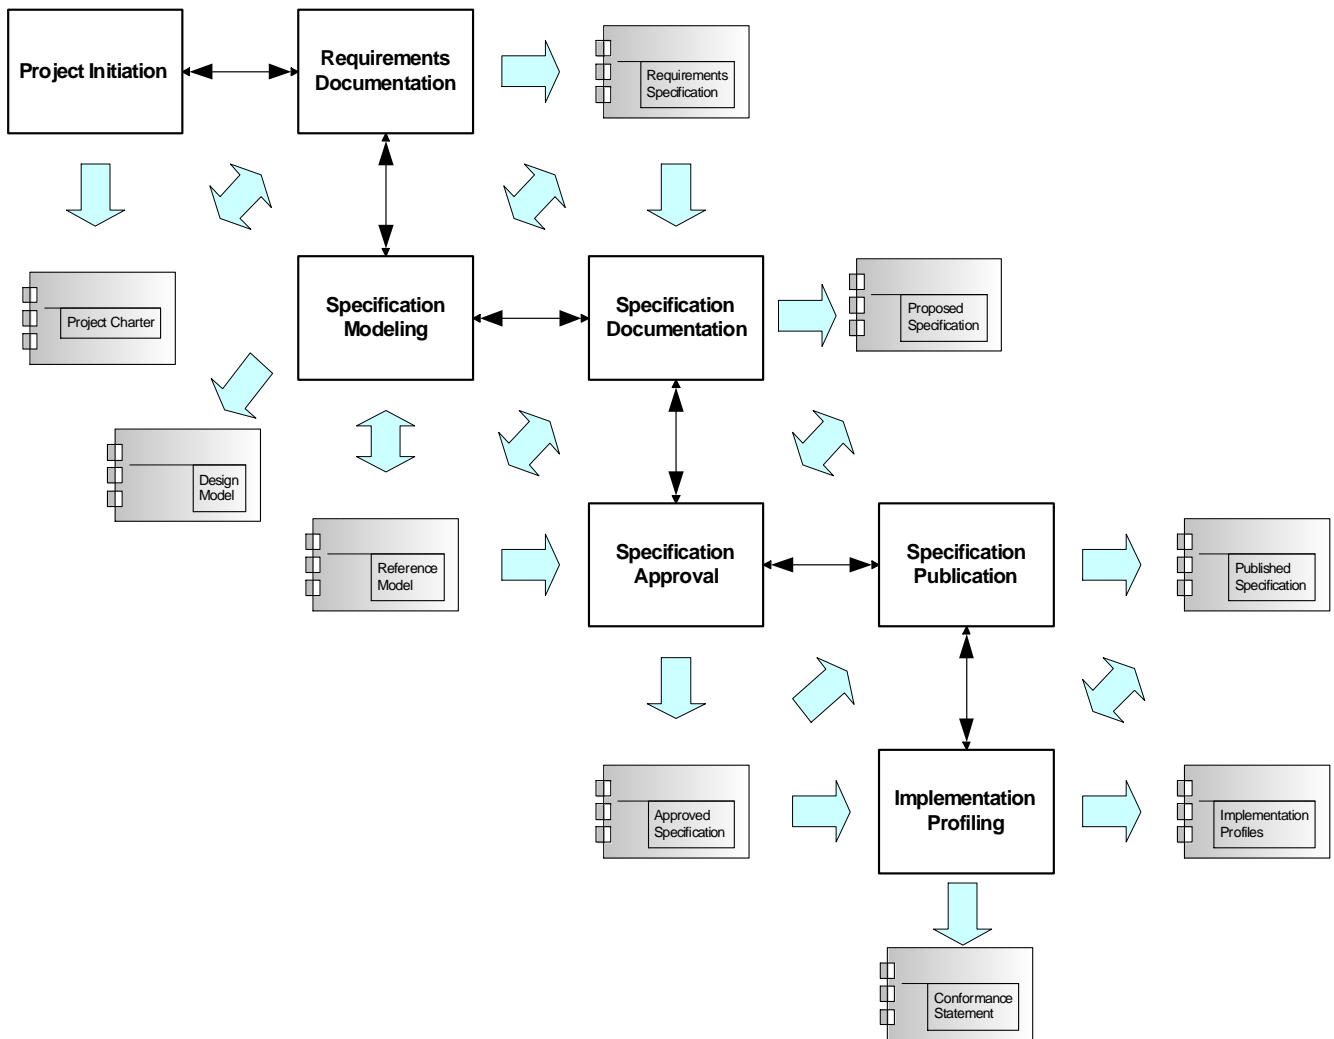 Project Initiation
Requirements
Documentation
Requirements
Specification
Project Charter
Specification
Modeling
Specification
Documentation
Proposed
Specification
Design
Model
Reference
Model
Specification
Approval
Specification
Publication
Published
Specification
Approved
Specification
Implementation
Profiling
Implementation
Profiles
Conformance
Statement